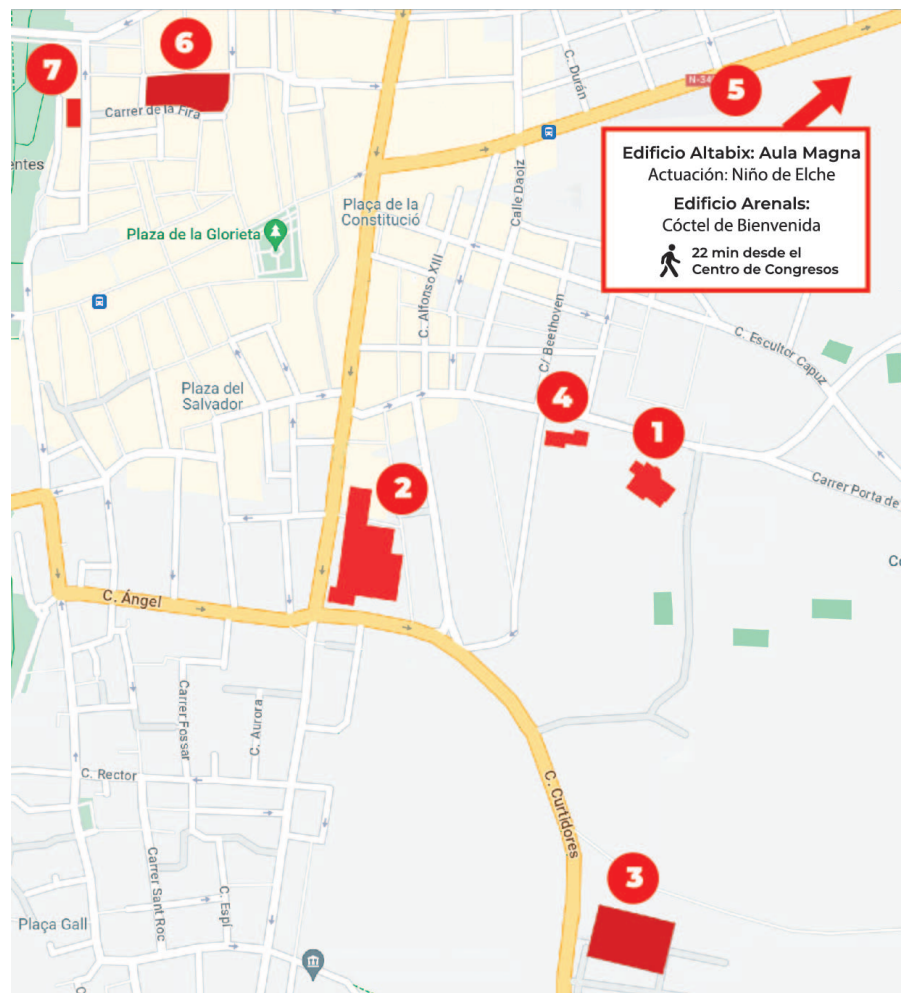 6
7
Carrer de la Fira
entes
C. Durán
N-34
5
Edificio Altabix: Aula Magna
Actuación: Niño de Elche
Edificio Arenals:
Cóctel de Bienvenida
22 min desde el
Centro de Congresos
Plaça de la
Constitució
Calle Daoiz
Plaza de la Glorieta
C. Alfonso XIII
C/ Beethoven
C. Escultor Capuz
Plaza del
Salvador
4
1
2
Carrer Porta de
C. Ángel
Carrer Fossar
C. Aurora
C. Rector
C. Curtidores
Carrer Sant Roc
C. Espí
3
Plaça Gall